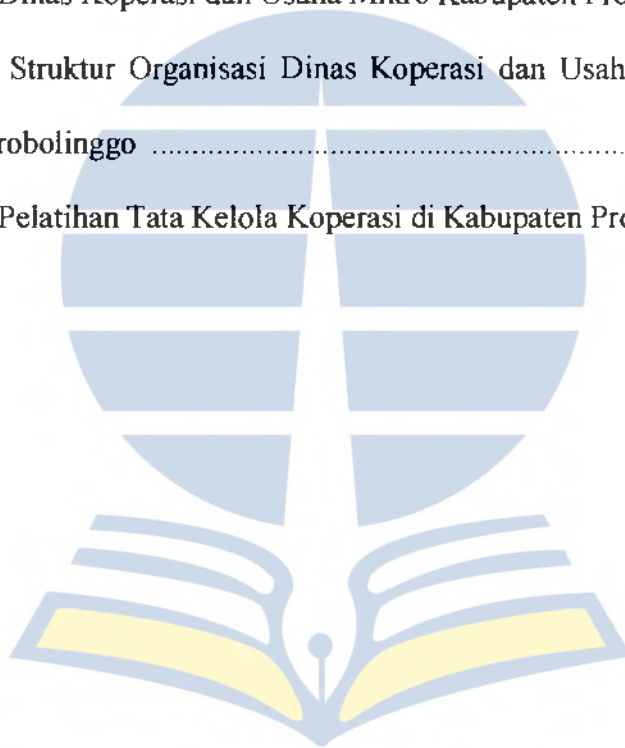 Dinas Koperasi dan Usaha Mikro Kabupaten Pro
Struktur Organisasi Dinas Koperasi dan Usah
robolinggo ...............................................................
Pelatihan Tata Kelola Koperasi di Kabupaten Pro